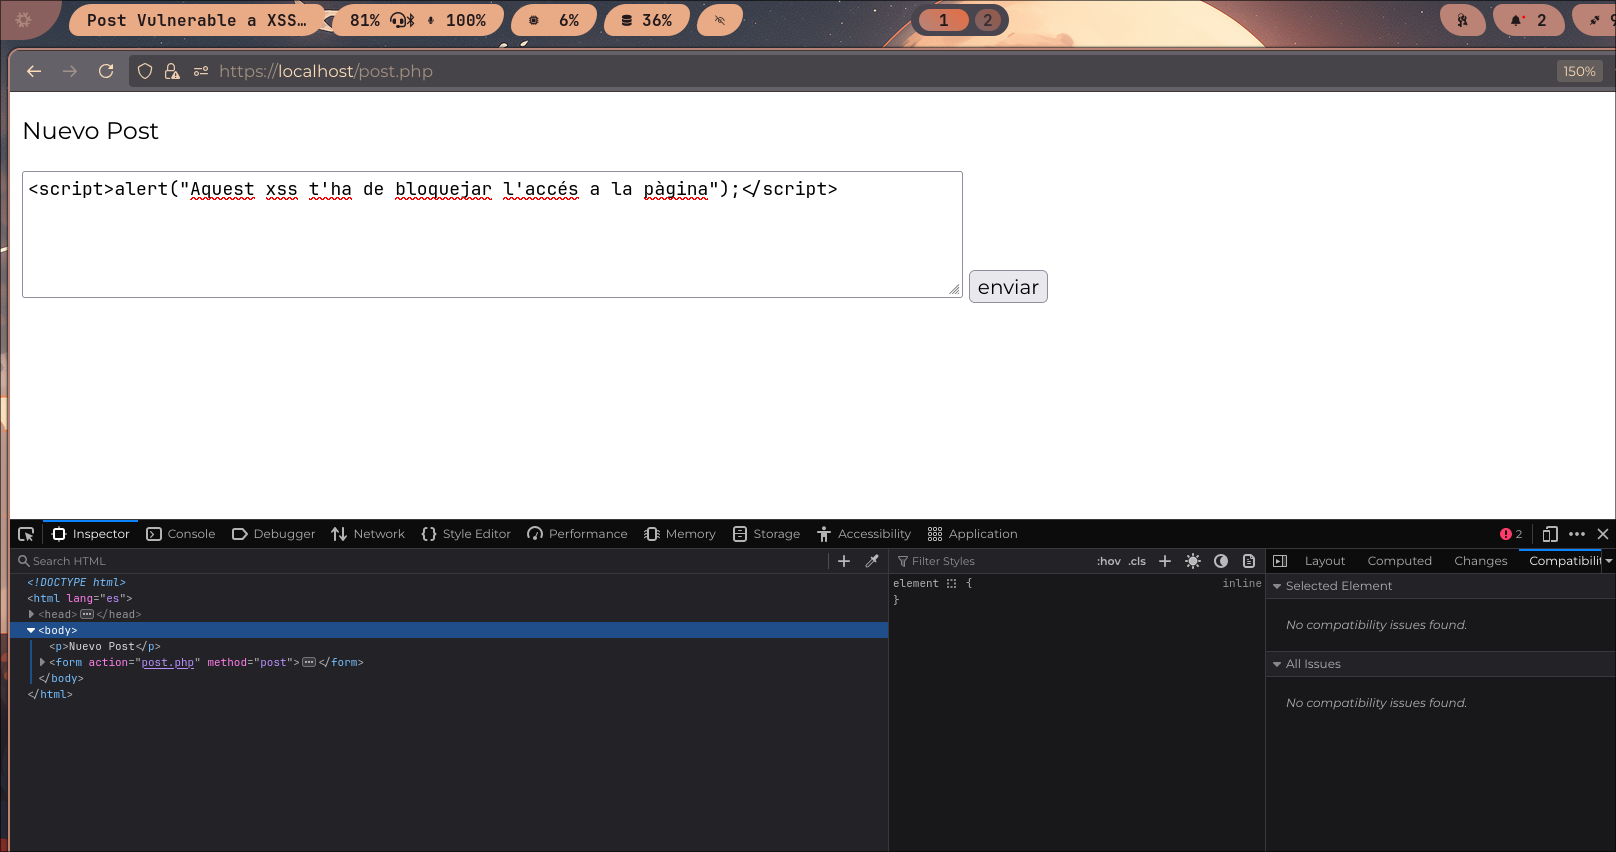 Post Vulnerable a XSS…
81%
100%
6%
36%
1
2
2
https://localhost/post.php
150%
Nuevo Post
<script>alert("Aquest xss t'ha de bloquejar l'accés a la pàgina");</script>
enviar
Inspector
Console
Debugger
Network
Style Editor
Performance
Memory
Storage
Accessibility
Application
2
Search HTML
Filter Styles
:hov
.cls
Layout
Computed
Changes
Compatibili
<!DOCTYPE html>
<html lang="es">
<head> </head>
<body>
<p>Nuevo Post</p>
<form action="post.php" method="post"> </form>
</body>
</html>
element { inline
}
Selected Element
No compatibility issues found.
All Issues
No compatibility issues found.